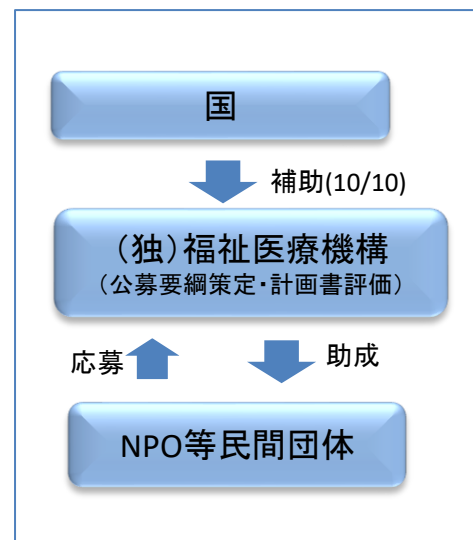 国
補助(10/10)
（独）福祉医療機構
（公募要綱策定・計画書評価）
応募
助成
NPO等民間団体